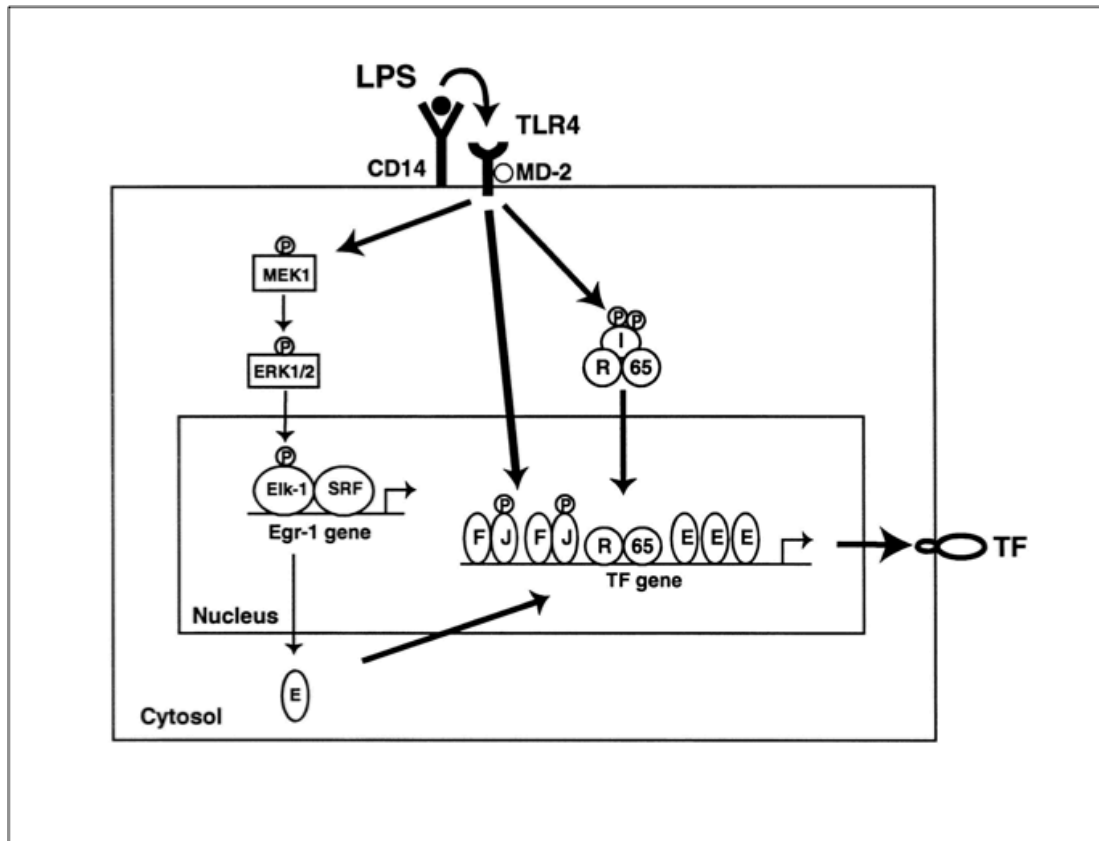 LPS
TLR4
CD14
MD-2
P
MEK1
P P
I
P
R 65
ERK1/2
P
Elk-1 SRF
P P
F J F J R 65 E E E
Egr-1 gene
TF
TF gene
Nucleus
E
Cytosol